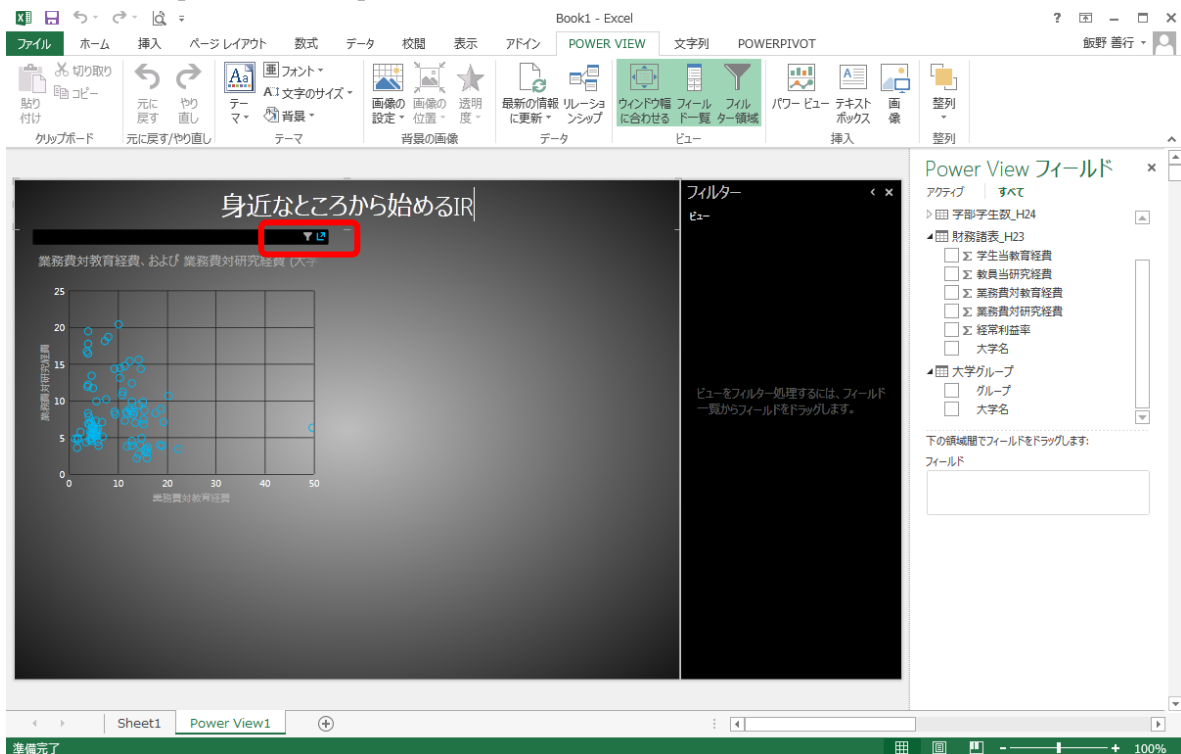 Book1 - Excel
ファイル ホーム 挿入 ページ レイアウト 数式 データ 校閲 表示 アドイン POWER VIEW 文字列 POWERPIVOT 飯野 善行
貼り付け
切り取り
コピー
クリップボード
元に戻す
やり直し
元に戻す/やり直し
テーマ
フォント
文字のサイズ
背景
テーマ
画像の設定
画像の位置
透明度
背景の画像
最新の情報に更新
リレーションシップ
データ
ウィンドウ幅に合わせる
フィールド一覧
フィルター領域
ビュー
パワー ビュー
テキスト ボックス
画像
挿入
整列
整列
身近なところから始めるIR
業務費対教育経費、および 業務費対研究経費 (大学
25
20
15
10
5
0
業務費対研究経費
0 10 20 30 40 50
業務費対教育経費
フィルター
ビュー
ビューをフィルター処理するには、フィールド
一覧からフィールドをドラッグします。
Power View フィールド
アクティブ すべて
学部学生数_H24
財務諸表_H23
Σ 学生当教育経費
Σ 教員当研究経費
Σ 業務費対教育経費
Σ 業務費対研究経費
Σ 経常利益率
大学名
大学グループ
グループ
大学名
下の領域間でフィールドをドラッグします:
フィールド
Sheet1 Power View1
準備完了 100%